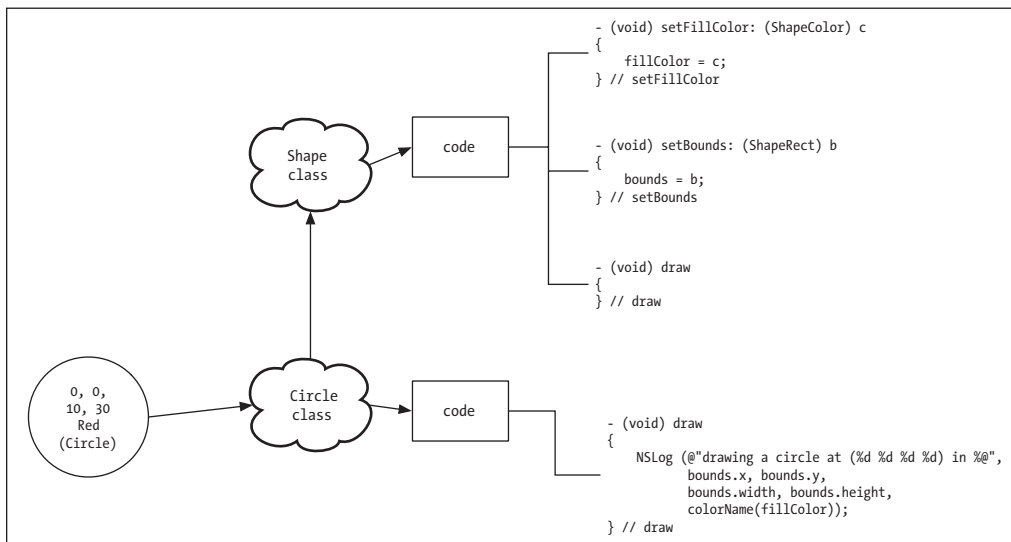 - (void) setFillColor: (ShapeColor) c
{
fillColor = c;
} // setFillColor
Shape
class
code
- (void) setBounds: (ShapeRect) b
{
bounds = b;
} // setBounds
- (void) draw
{
} // draw
0, 0,
10, 30
Red
(Circle)
Circle
class
code
- (void) draw
{
NSLog (@"drawing a circle at (%d %d %d %d) in %@",
bounds.x, bounds.y,
bounds.width, bounds.height,
colorName(fillColor));
} // draw